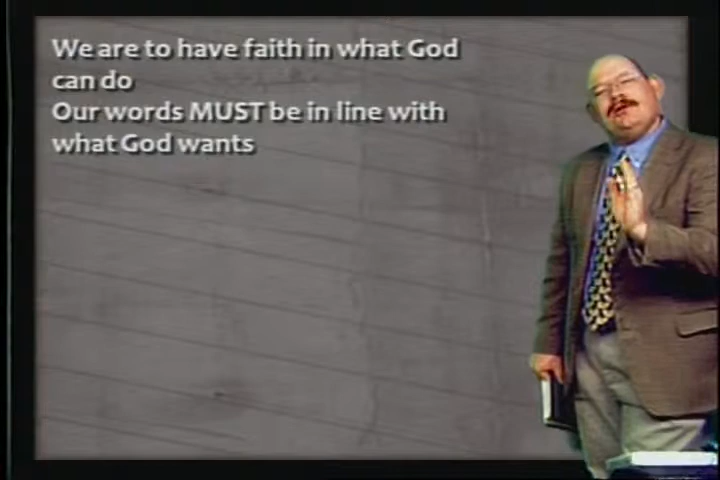 We are to have faith in what God
can do
Our words MUST be in line with
what God wants